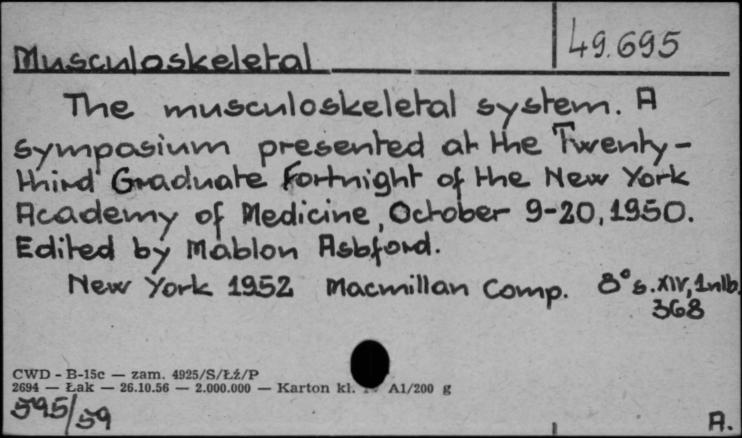 49.695
Musculoskeletal
The musculoskeletal system. A
symposium presented at the Twenty-
third Graduate Fortnight of the New York
Academy of Medicine, October 9-20, 1950.
Edited by Mablon Asbford.
New York 1952 Macmillan Comp. 8° s. XIV, 1nlb.
368
CWD - B-15c — zam. 4925/S/Łź/P
2694 — Łak — 26.10.56 — 2.000.000 — Karton kl. A1/200 g
595/59
A.